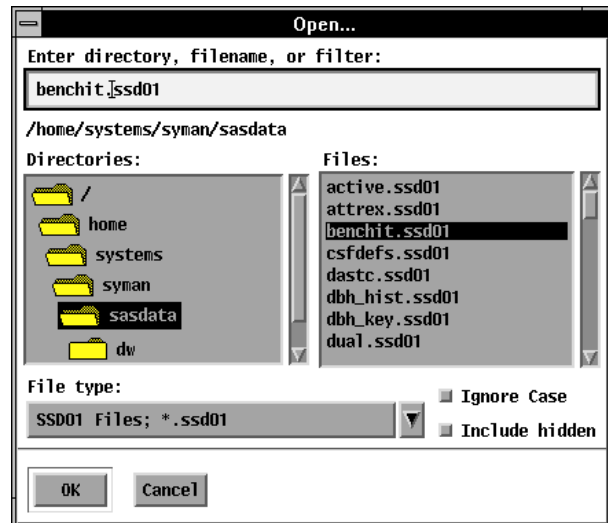 Open...
Enter directory, filename, or filter:
benchit.ssd01
/home/systems/syman/sasdata
Directories:
/
home
systems
syman
sasdata
dw
Files:
active.ssd01
attrex.ssd01
benchit.ssd01
csfdefs.ssd01
dastc.ssd01
dbh_hist.ssd01
dbh_key.ssd01
dual.ssd01
File type:
SSD01 Files; *.ssd01
Ignore Case
Include hidden
OK
Cancel